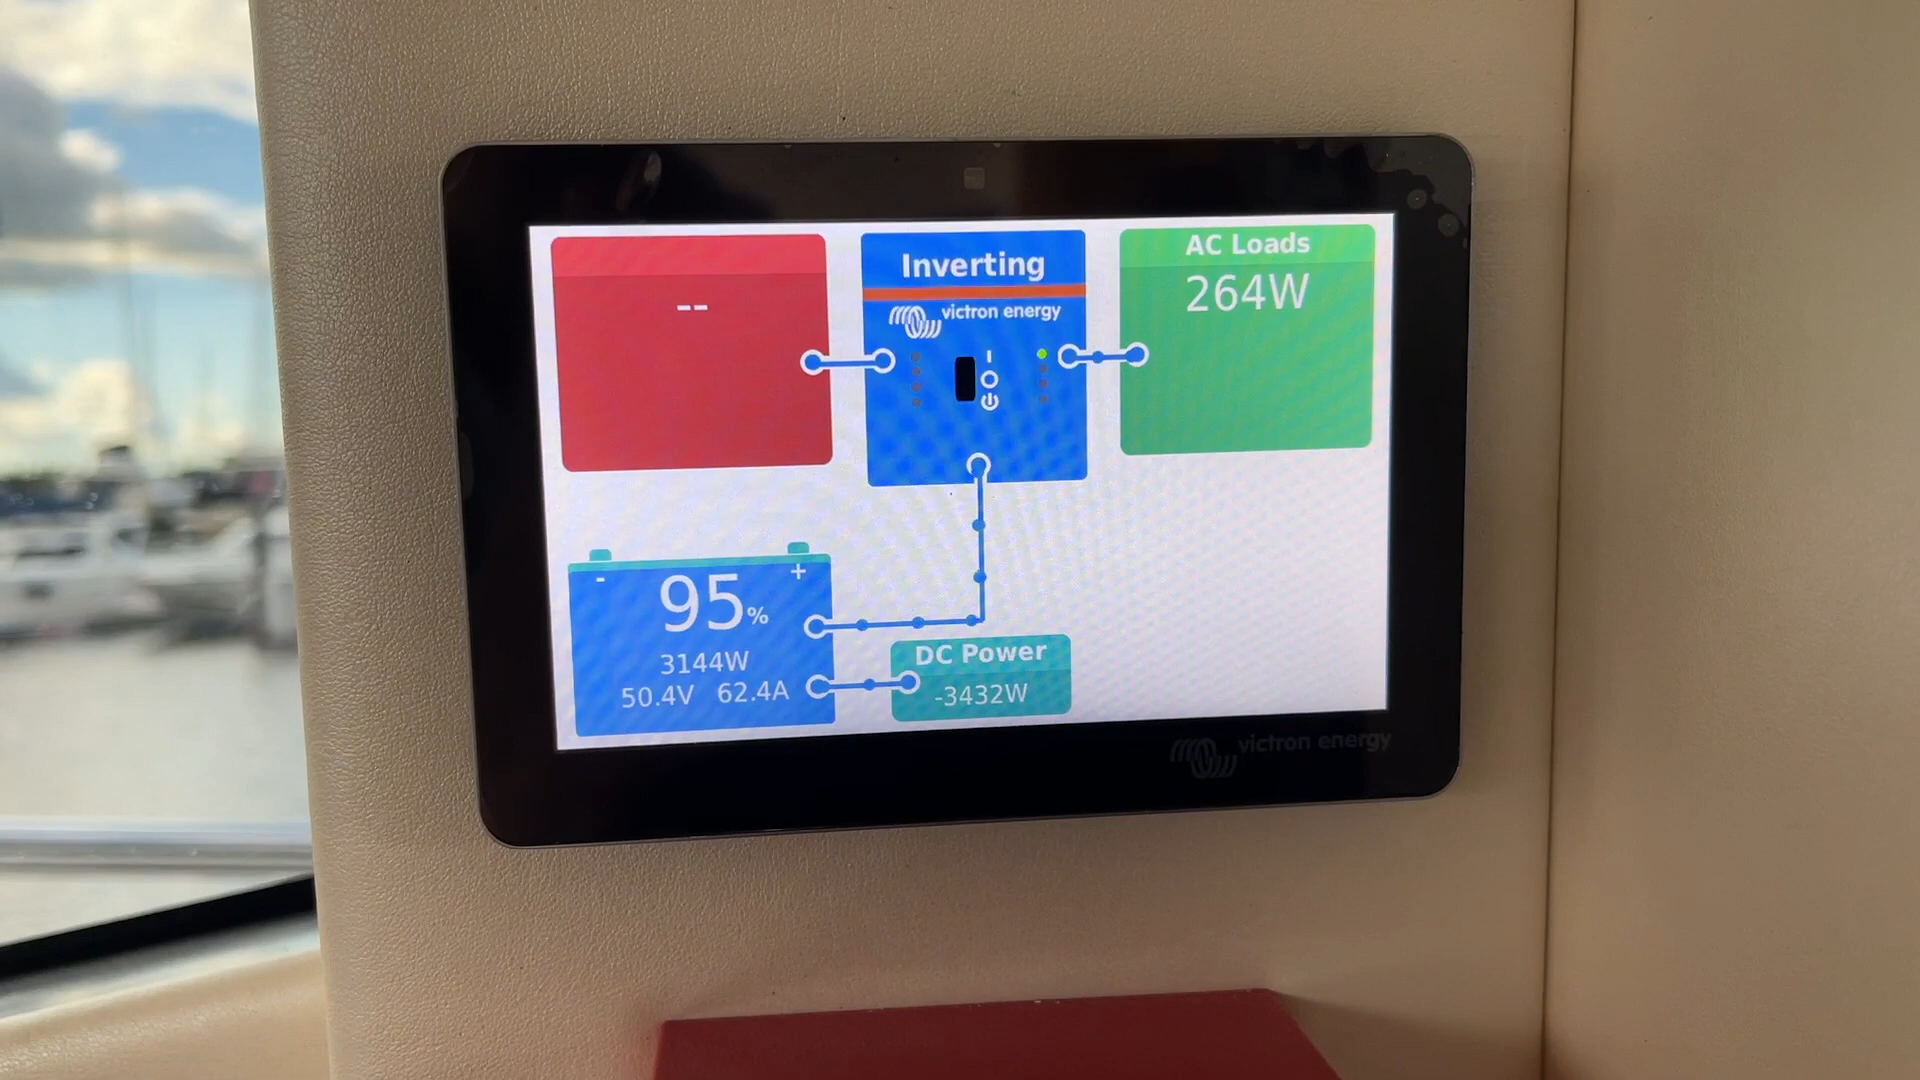 --
Inverting
victron energy
AC Loads
264W
- +
95%
3144W
50.4V 62.4A
DC Power
-3432W
victron energy